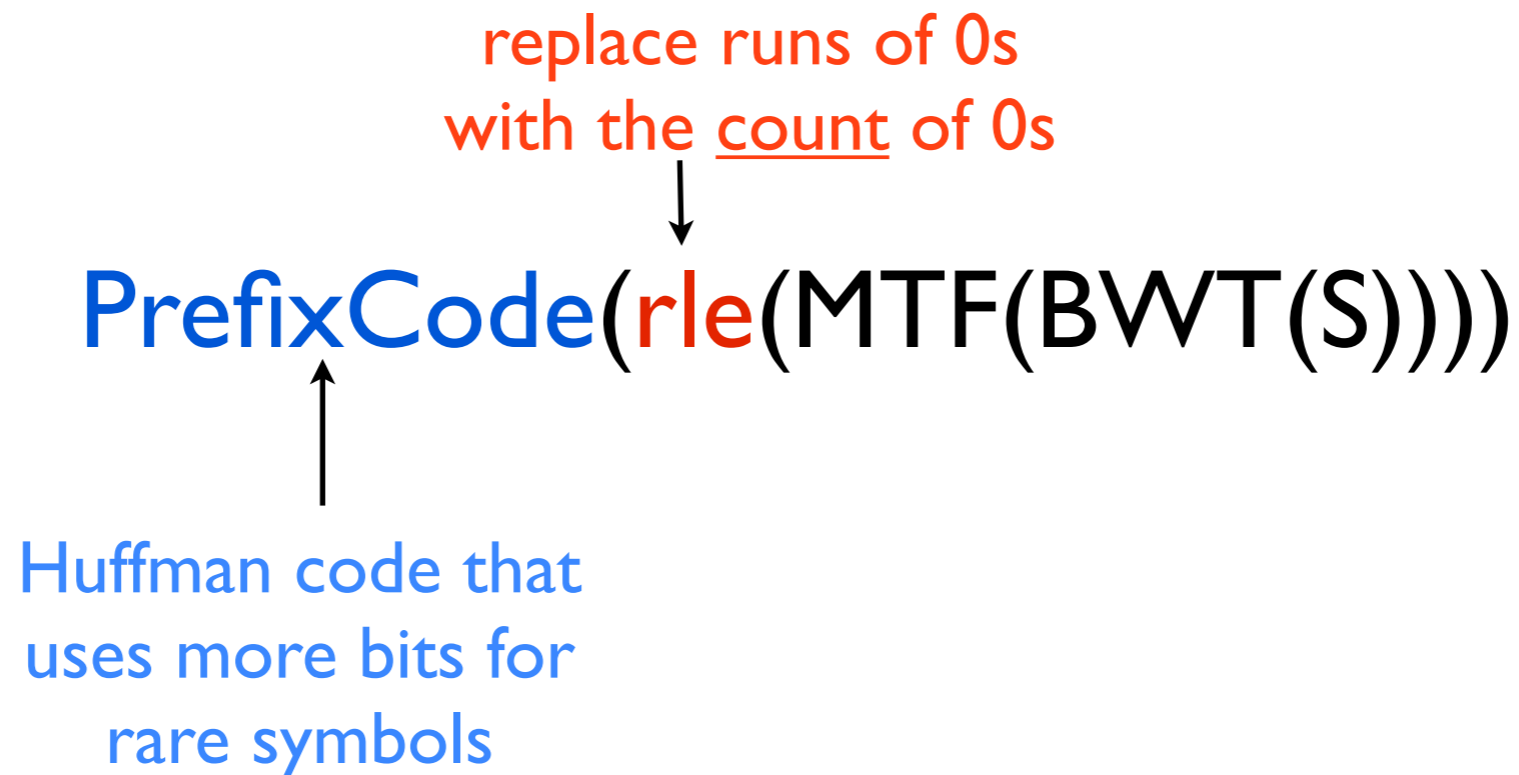 replace runs of 0s
with the count of 0s
PrefixCode(rle(MTF(BWT(S))))
Huffman code that
uses more bits for
rare symbols